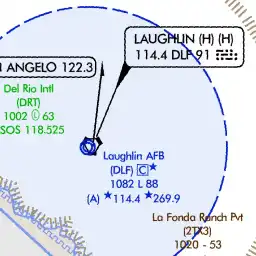 LAUGHLIN (H) (H)
114.4 DLF 91
ANGELO 122.3
Del Rio Intl
(DRT)
1002 Ⓛ 63
SOS 118.525
Laughlin AFB
(DLF) C★
1082 L 88
(A) ★114.4 ★269.9
La Fonda Ranch Pvt
(2TX3)
1020 - 53